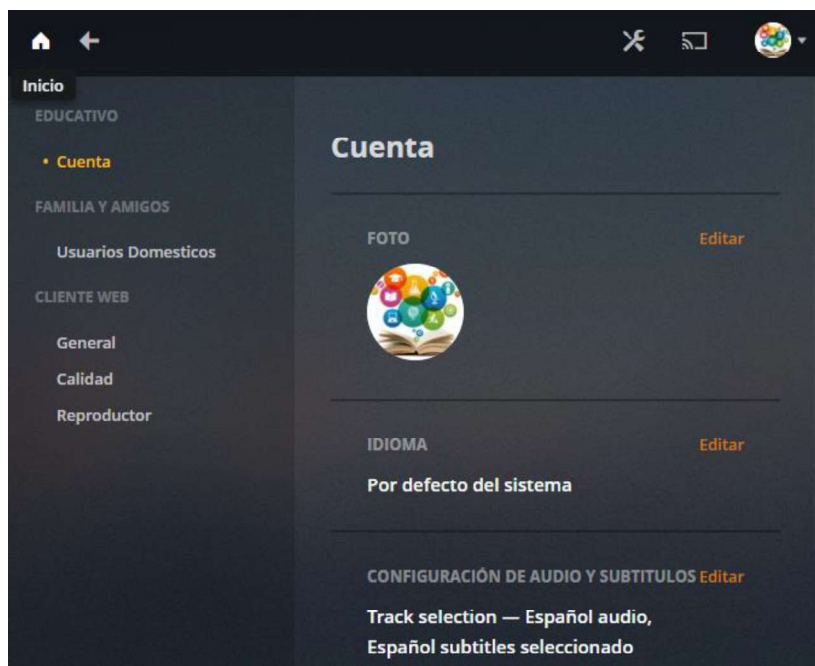 Inicio
EDUCATIVO
Cuenta
FAMILIA Y AMIGOS
Usuarios Domesticos
CLIENTE WEB
General
Calidad
Reproductor
Cuenta
FOTO Editar
IDIOMA Editar
Por defecto del sistema
CONFIGURACIÓN DE AUDIO Y SUBTITULOS Editar
Track selection — Español audio,
Español subtitles seleccionado